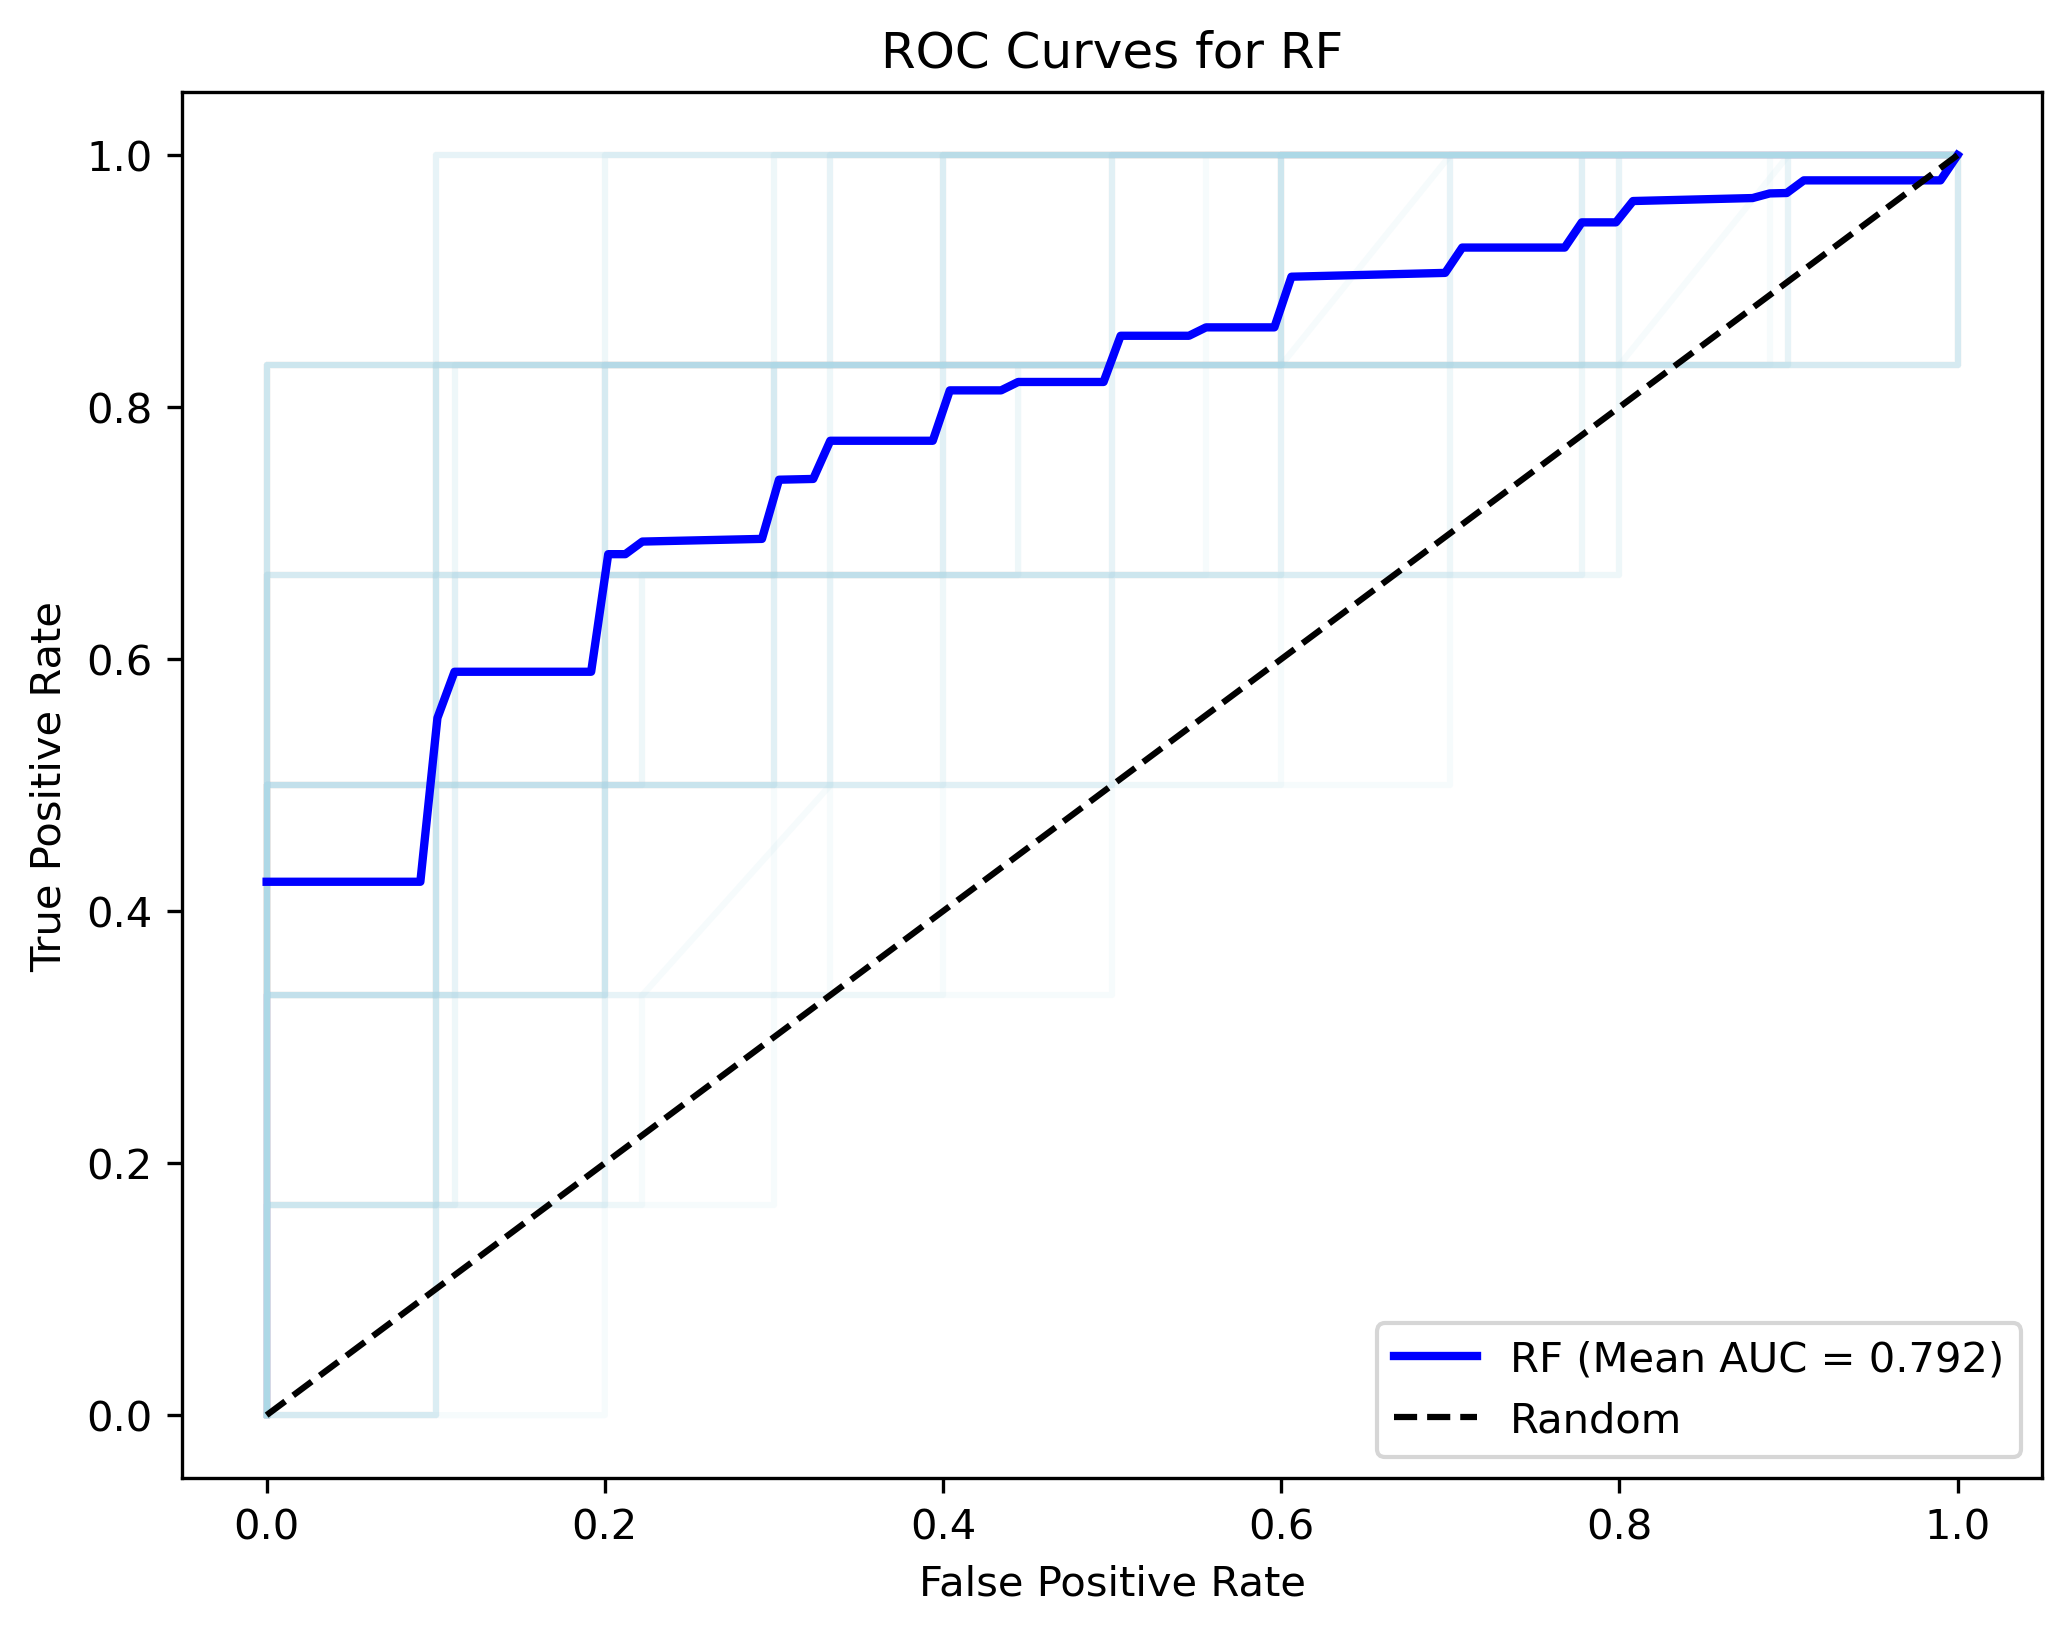 ROC Curves for RF
1.0
0.8
0.6
0.4
0.2
0.0
True Positive Rate
0.0 0.2 0.4 0.6 0.8 1.0
False Positive Rate
RF (Mean AUC = 0.792)
Random